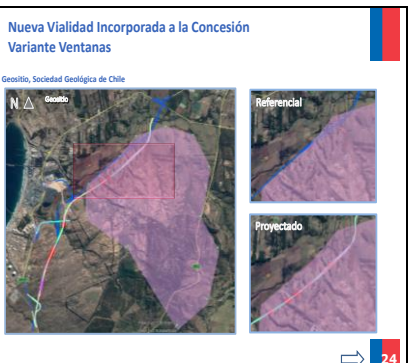 Nueva Vialidad Incorporada a la Concesión
Variante Ventanas
Geositio, Sociedad Geológica de Chile
N
Geositio
Referencial
Proyectado
24